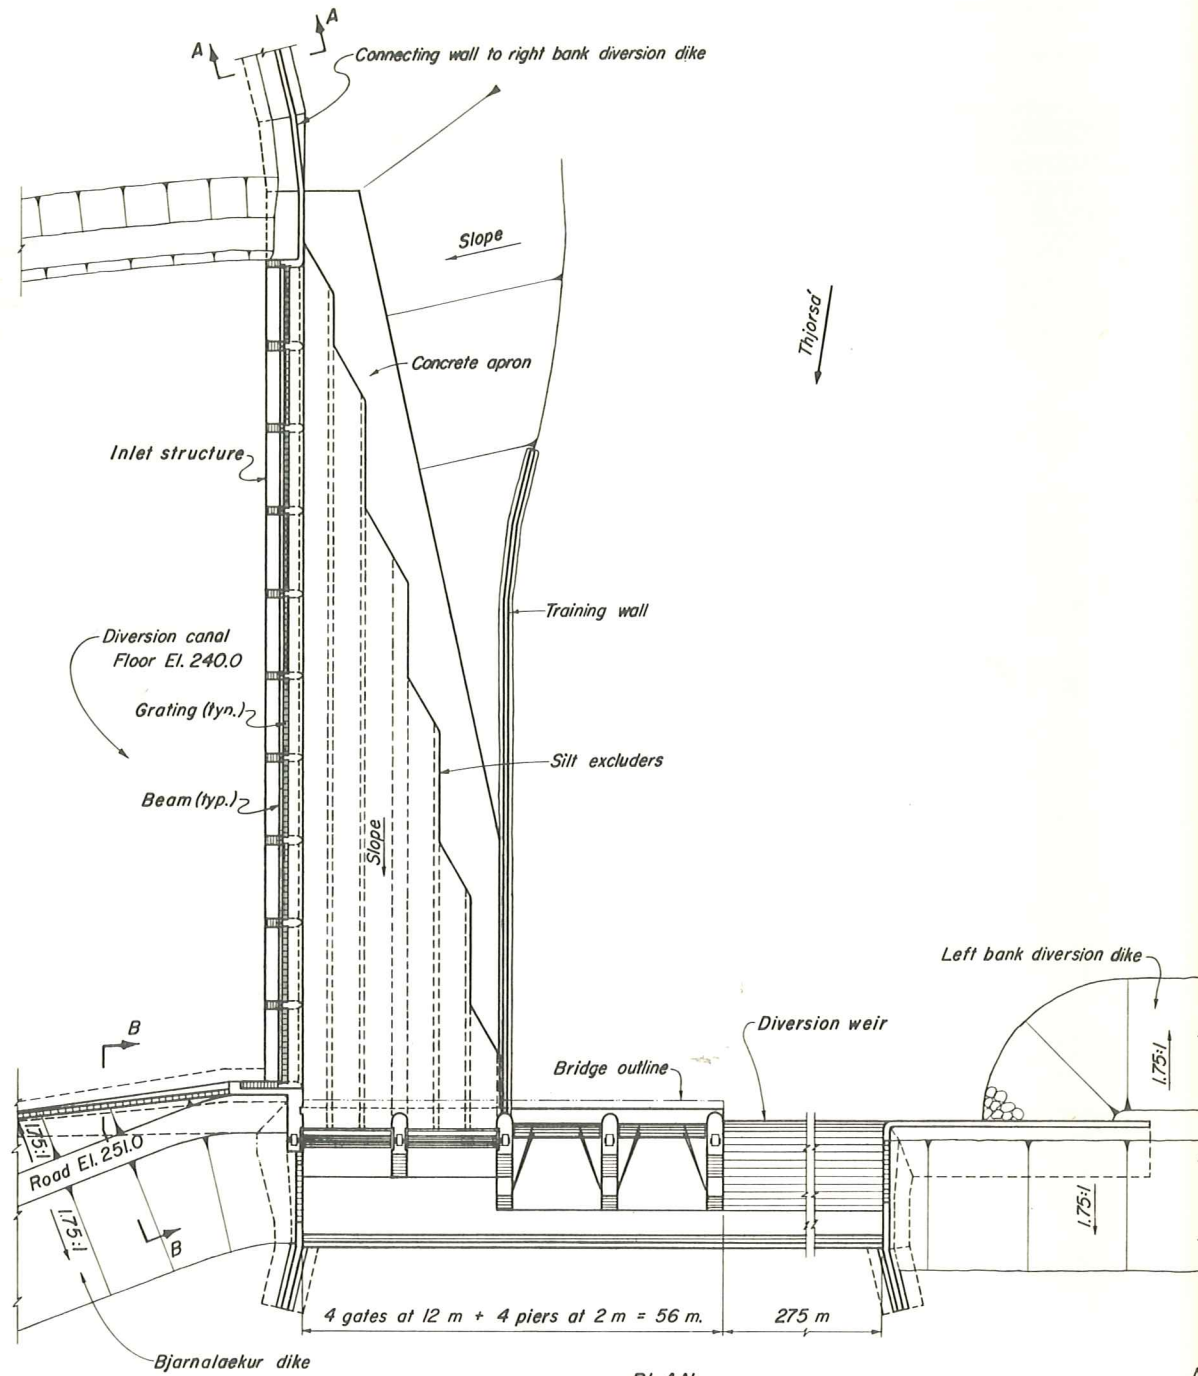 A
A
Connecting wall to right bank diversion dike
Slope
Thjorsá
Concrete apron
Inlet structure
Training wall
Diversion canal
Floor El. 240.0
Grating (tyn.)
Silt excluders
Beam (typ.)
Slope
Left bank diversion dike
B
Diversion weir
Bridge outline
1.75:1
1.75:1
Road El. 251.0
1.75:1
1.75:1
B
4 gates at 12 m + 4 piers at 2 m = 56 m.
275 m
Bjarnalaekur dike